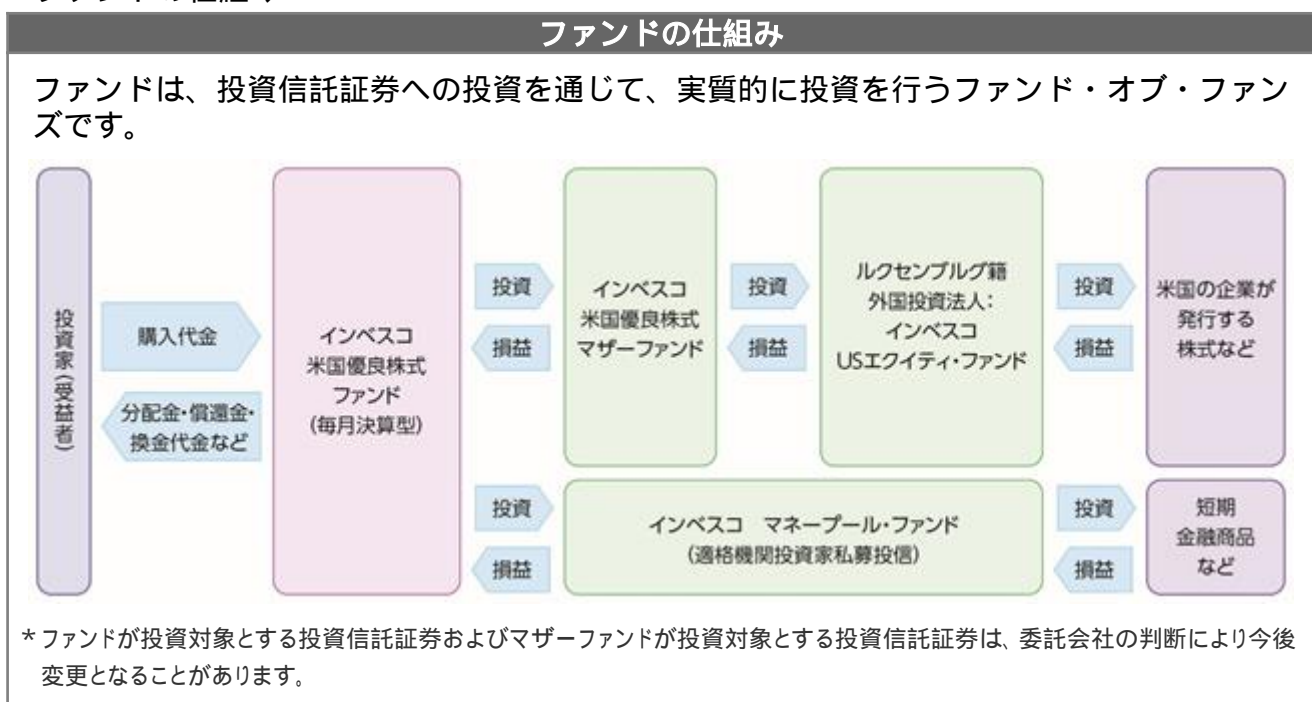 ファンドの仕組み
ファンドは、投資信託証券への投資を通じて、実質的に投資を行うファンド・オブ・ファン
ズです。
投資家(受益者)
購入代金
分配金・償還金・
換金代金など
インベスコ
米国優良株式
ファンド
(毎月決算型)
投資
損益
インベスコ
米国優良株式
マザーファンド
投資
損益
ルクセンブルグ籍
外国投資法人:
インベスコ
USエクイティ・ファンド
投資
損益
米国の企業が
発行する
株式など
投資
損益
インベスコ マネープール・ファンド
(適格機関投資家私募投信)
投資
損益
短期
金融商品
など
*ファンドが投資対象とする投資信託証券およびマザーファンドが投資対象とする投資信託証券は、委託会社の判断により今後
変更となることがあります。